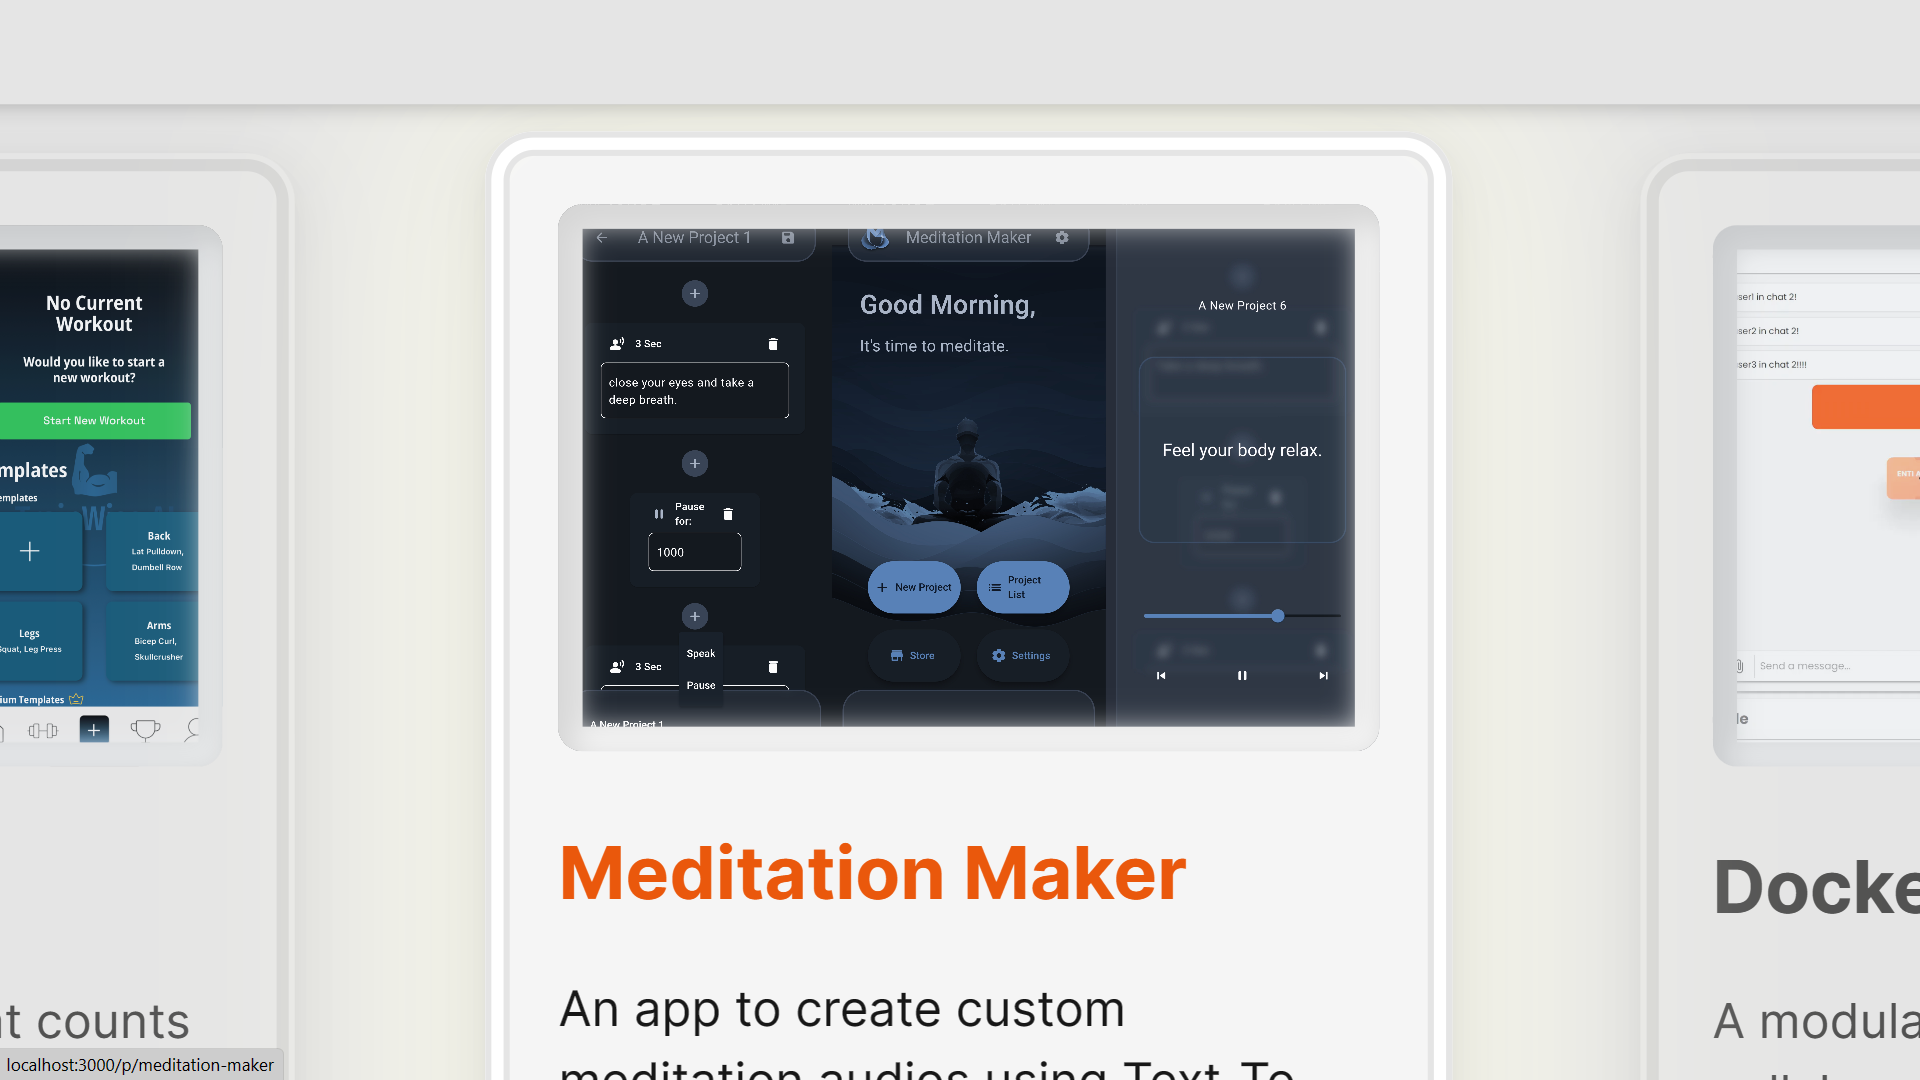 No Current
Workout
Would you like to start a
new workout?
Start New Workout
mplates
emplates
Back
Lat Pulldown,
Dumbell Row
Legs
Squat, Leg Press
Arms
Bicep Curl,
Skullcrusher
ium Templates
at counts
localhost:3000/p/meditation-maker
A New Project 1
3 Sec
close your eyes and take a
deep breath.
Pause
for:
1000
3 Sec
Speak
Pause
A New Project 1
Meditation Maker
Good Morning,
It's time to meditate.
New Project
Project
List
Store
Settings
A New Project 6
Feel your body relax.
Meditation Maker
An app to create custom
meditation audios using Text-To
user1 in chat 2!
user2 in chat 2!
user3 in chat 2!!!!
Send a message...
le
Docke
A modula